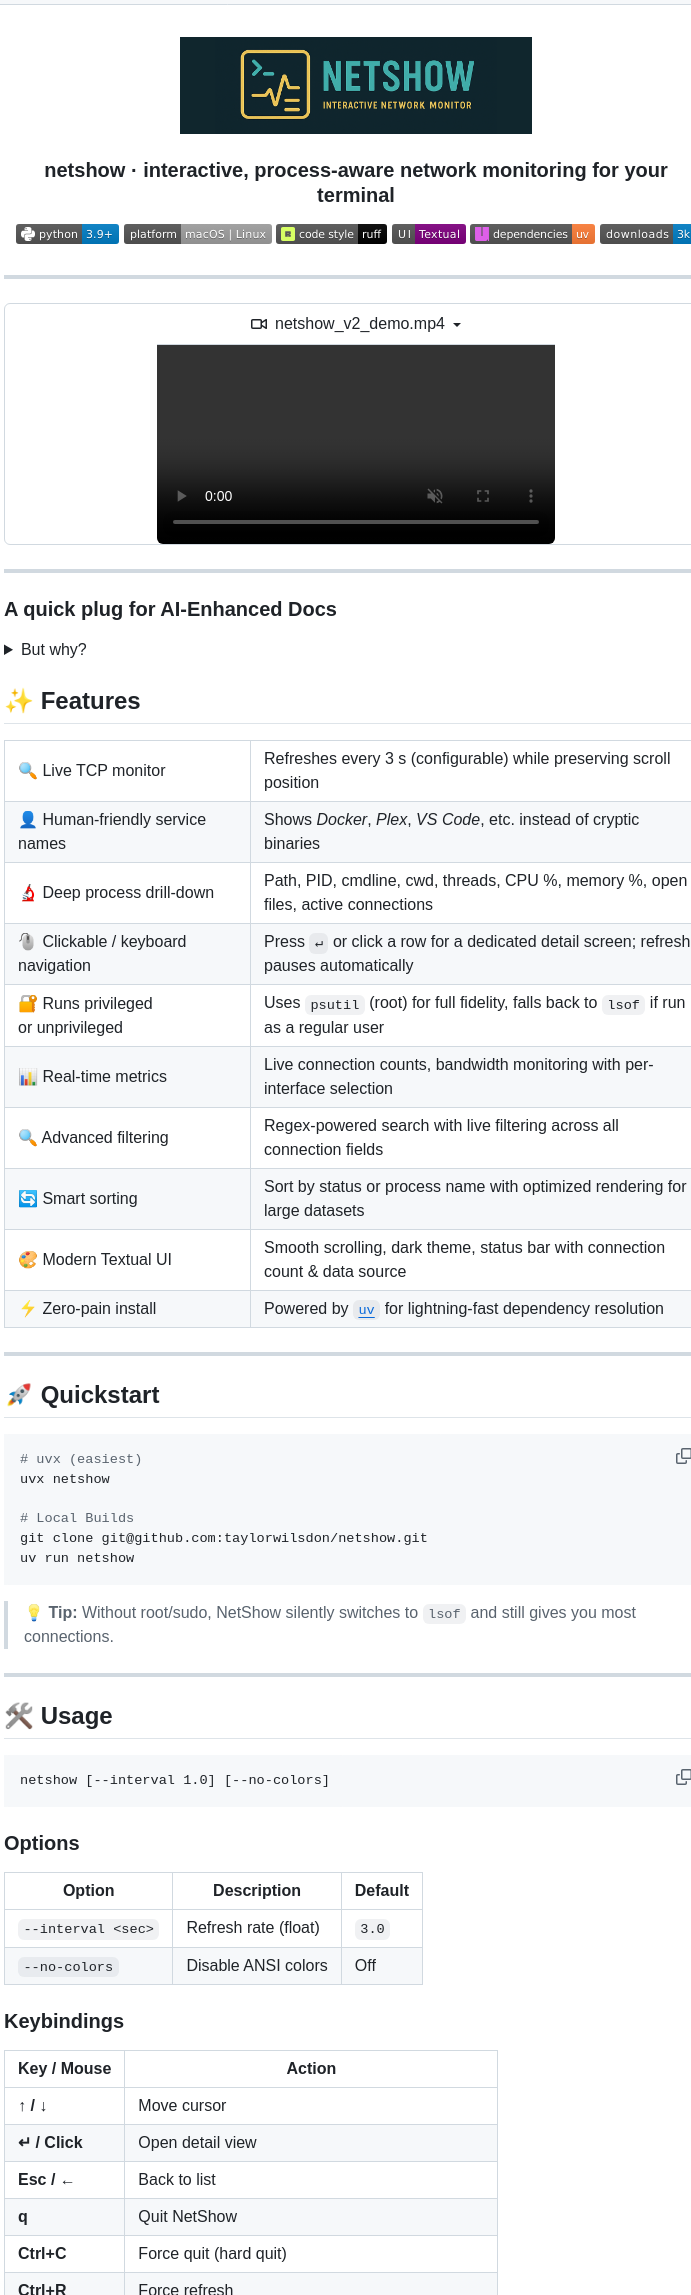 NETSHOW
INTERACTIVE NETWORK MONITOR
netshow · interactive, process-aware network monitoring for your
terminal
python 3.9+ platform macOS | Linux code style ruff UI Textual dependencies uv downloads 3k
netshow_v2_demo.mp4
0:00
A quick plug for AI-Enhanced Docs
But why?
✨ Features
🔍 Live TCP monitor
Refreshes every 3 s (configurable) while preserving scroll
position
👤 Human-friendly service
names
Shows Docker, Plex, VS Code, etc. instead of cryptic
binaries
🔬 Deep process drill-down
Path, PID, cmdline, cwd, threads, CPU %, memory %, open
files, active connections
🖱️ Clickable / keyboard
navigation
Press ↵ or click a row for a dedicated detail screen; refresh
pauses automatically
🔐 Runs privileged
or unprivileged
Uses psutil (root) for full fidelity, falls back to lsof if run
as a regular user
📊 Real-time metrics
Live connection counts, bandwidth monitoring with per-
interface selection
🔍 Advanced filtering
Regex-powered search with live filtering across all
connection fields
🔄 Smart sorting
Sort by status or process name with optimized rendering for
large datasets
🎨 Modern Textual UI
Smooth scrolling, dark theme, status bar with connection
count & data source
⚡ Zero-pain install
Powered by uv for lightning-fast dependency resolution
🚀 Quickstart
# uvx (easiest)
uvx netshow
# Local Builds
git clone git@github.com:taylorwilsdon/netshow.git
uv run netshow
💡 Tip: Without root/sudo, NetShow silently switches to lsof and still gives you most
connections.
🛠️ Usage
netshow [--interval 1.0] [--no-colors]
Options
Option Description Default
--interval <sec> Refresh rate (float) 3.0
--no-colors Disable ANSI colors Off
Keybindings
Key / Mouse Action
↑ / ↓ Move cursor
↵ / Click Open detail view
Esc / ← Back to list
q Quit NetShow
Ctrl+C Force quit (hard quit)
Ctrl+R Force refresh